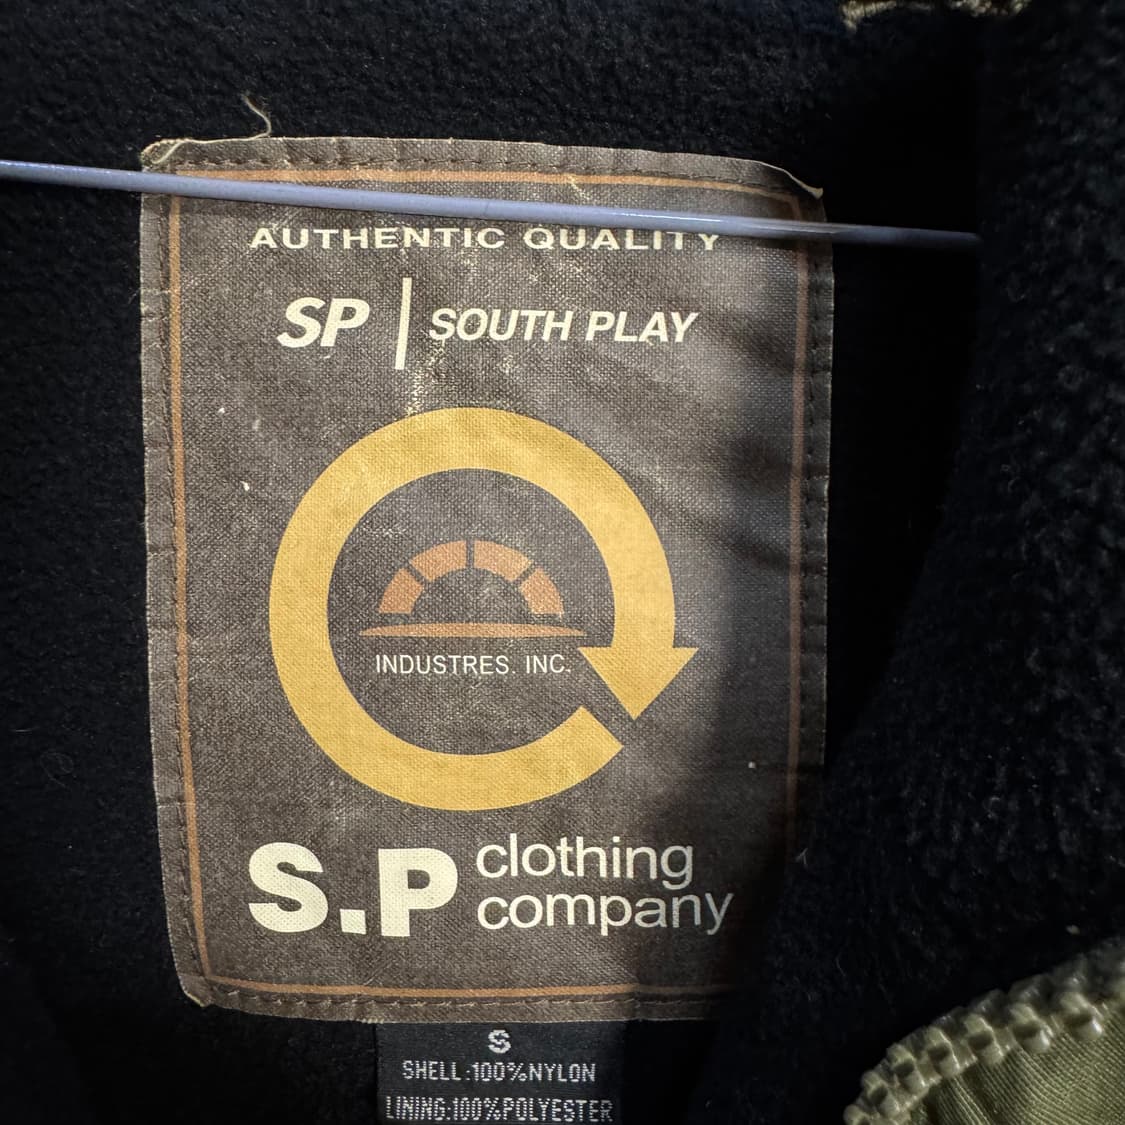 AUTHENTIC QUALITY
SP | SOUTH PLAY
INDUSTRES. INC.
S.P clothing
company
S
SHELL:100%NYLON
LINING:100%POLYESTER